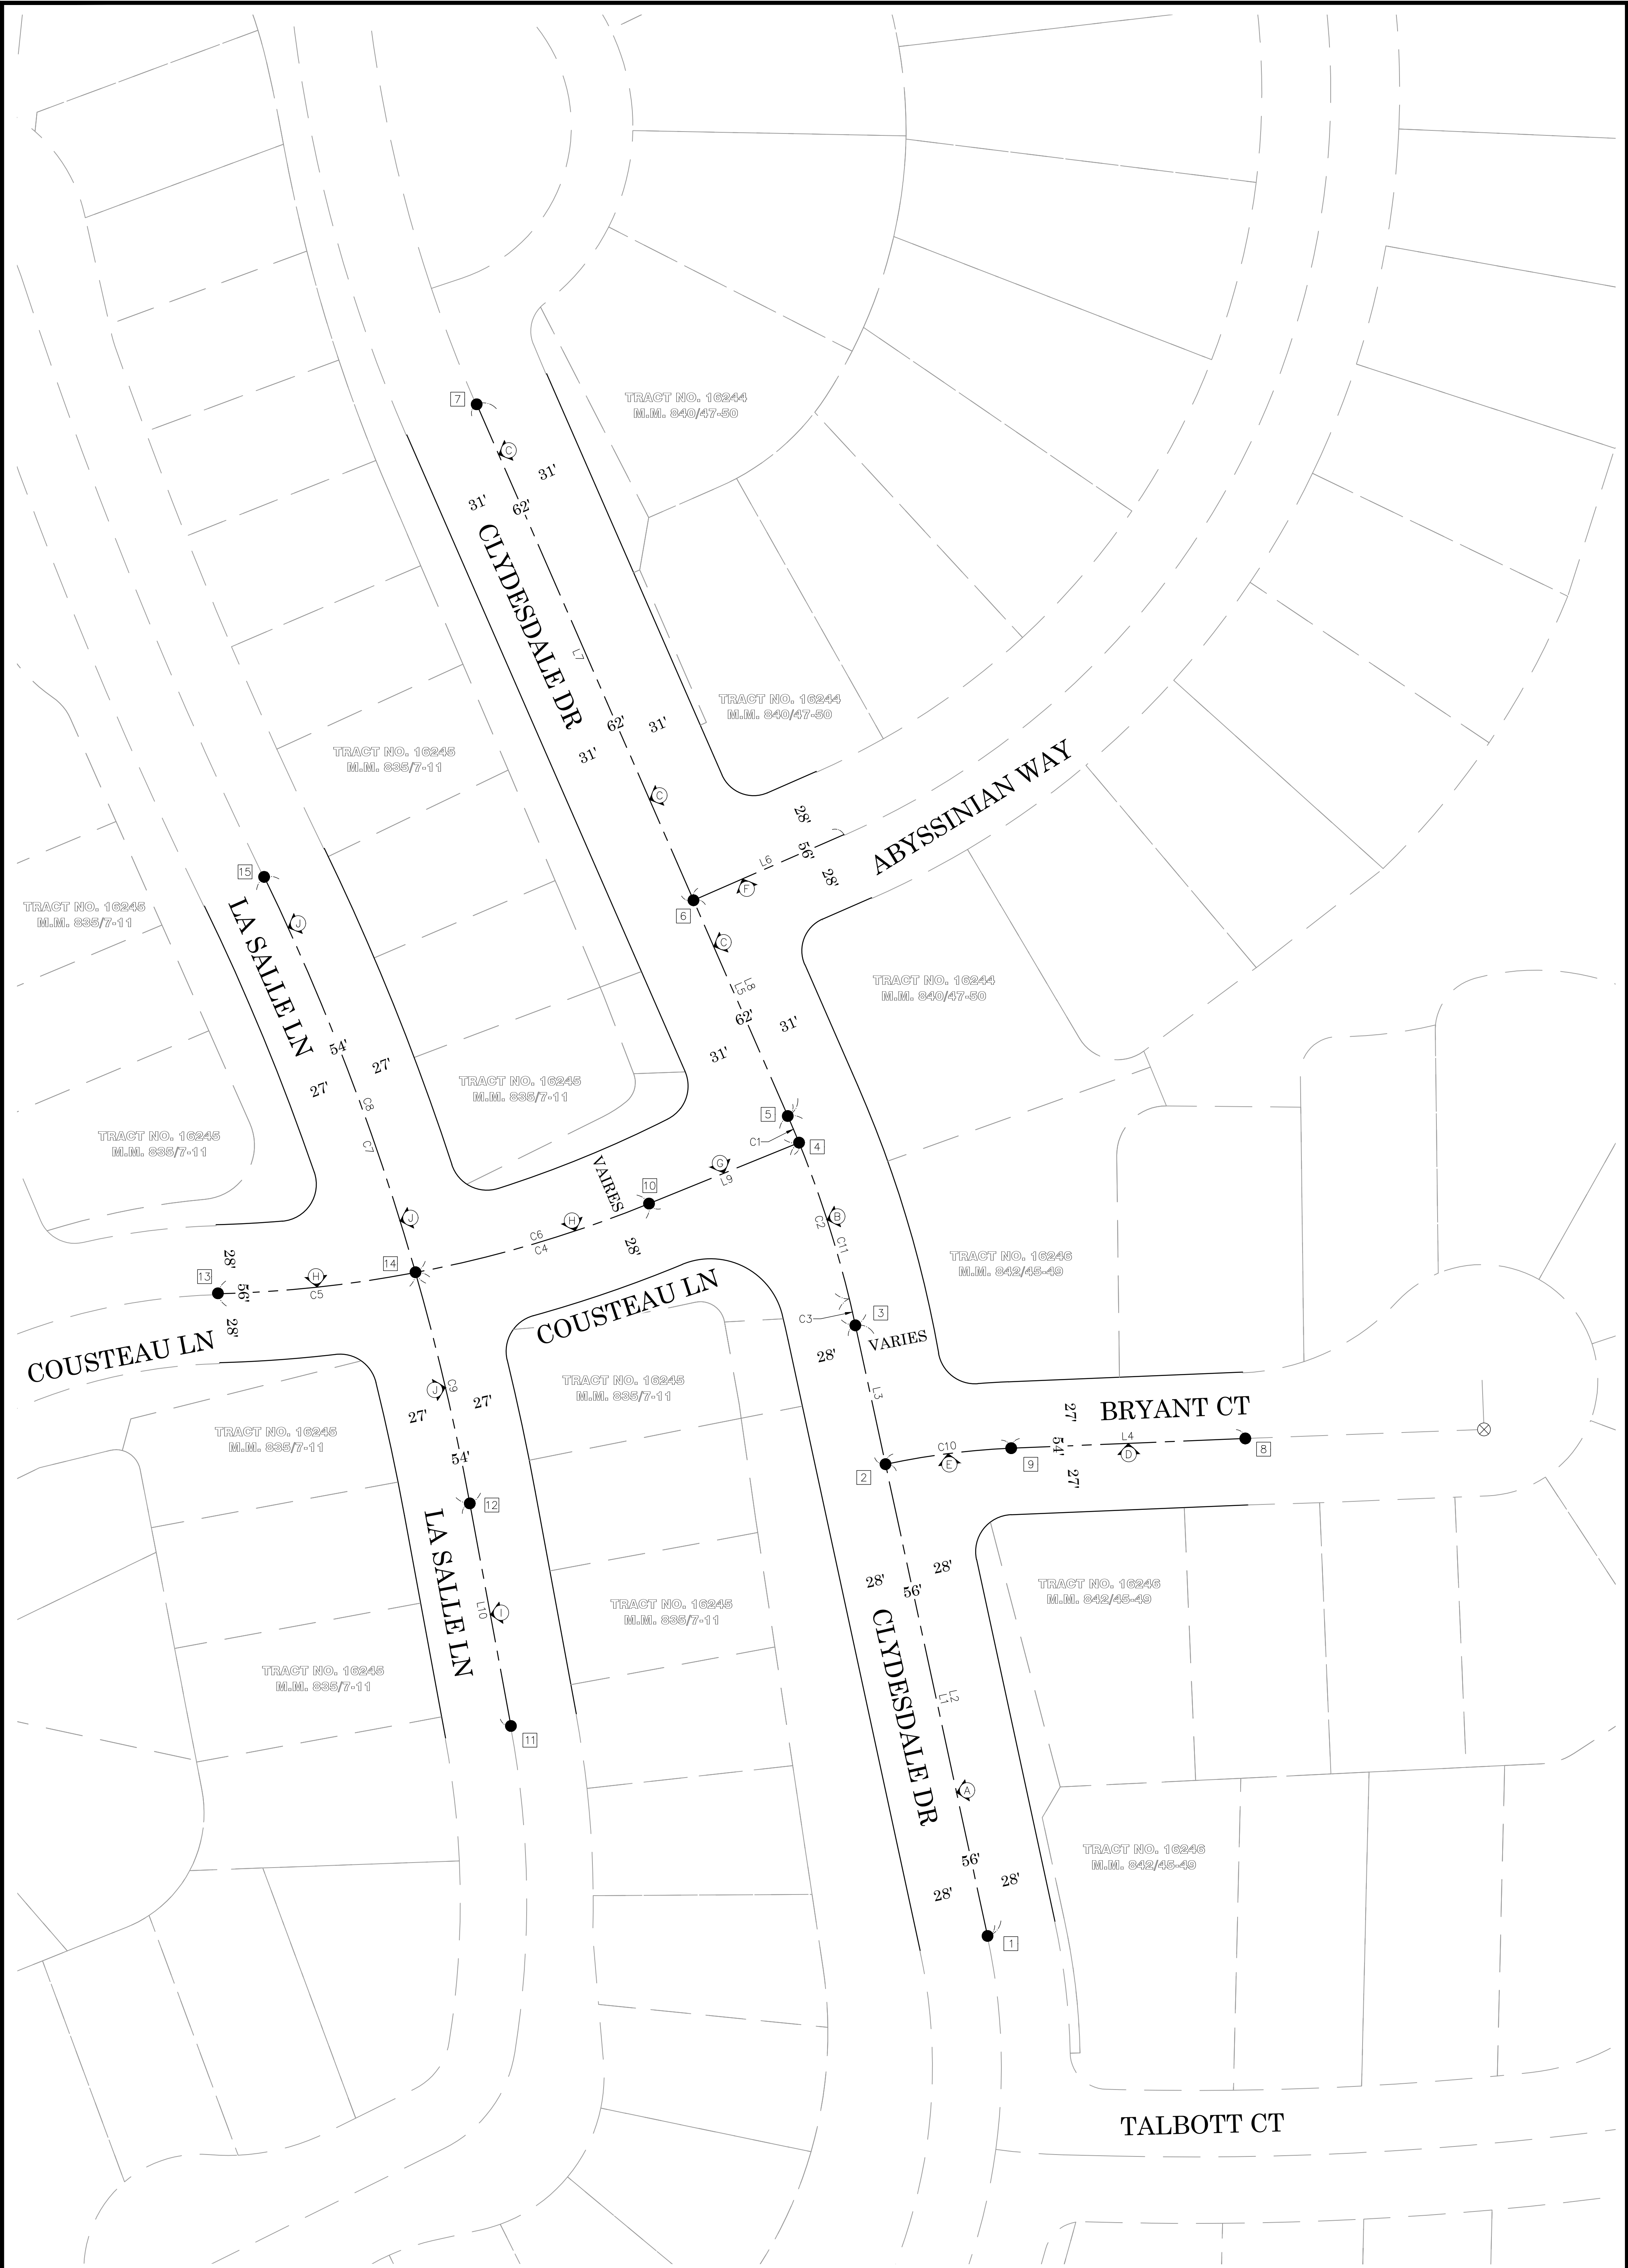 TRACT NO. 16244
M.M. 840/47-50
7
C
31'
31'
62'
CLYDESDALE DR
L7
62'
31'
31'
TRACT NO. 16244
M.M. 840/47-50
TRACT NO. 16245
M.M. 835/7-11
C
28'
56'
28'
ABYSSINIAN WAY
L6
F
6
15
J
LA SALLE LN
TRACT NO. 16245
M.M. 835/7-11
C
L8
L5
62'
31'
31'
TRACT NO. 16244
M.M. 840/47-50
54'
27'
27'
C8
C7
TRACT NO. 16245
M.M. 835/7-11
TRACT NO. 16245
M.M. 835/7-11
5
C1
4
G
L9
10
VAIRES
28'
J
H
C6
C4
B
C2
C11
14
13
28'
56'
28'
H
C5
TRACT NO. 16246
M.M. 842/45-49
C3
3
VARIES
28'
COUSTEAU LN
COUSTEAU LN
L3
J
C9
27'
27'
54'
TRACT NO. 16245
M.M. 835/7-11
TRACT NO. 16245
M.M. 835/7-11
27'
54'
27'
BRYANT CT
L4
D
8
C10
E
9
2
12
LA SALLE LN
L10
I
28'
56'
28'
TRACT NO. 16246
M.M. 842/45-49
TRACT NO. 16245
M.M. 835/7-11
CLYDESDALE DR
TRACT NO. 16245
M.M. 835/7-11
L2
L1
11
A
TRACT NO. 16246
M.M. 842/45-49
56'
28'
28'
1
TALBOTT CT